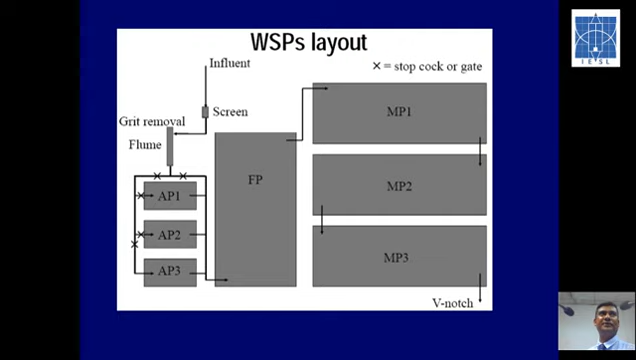 WSPs layout
Influent
× = stop cock or gate
Screen
Grit removal
Flume
MP1
FP
MP2
AP1
AP2
AP3
MP3
V-notch
I E S L